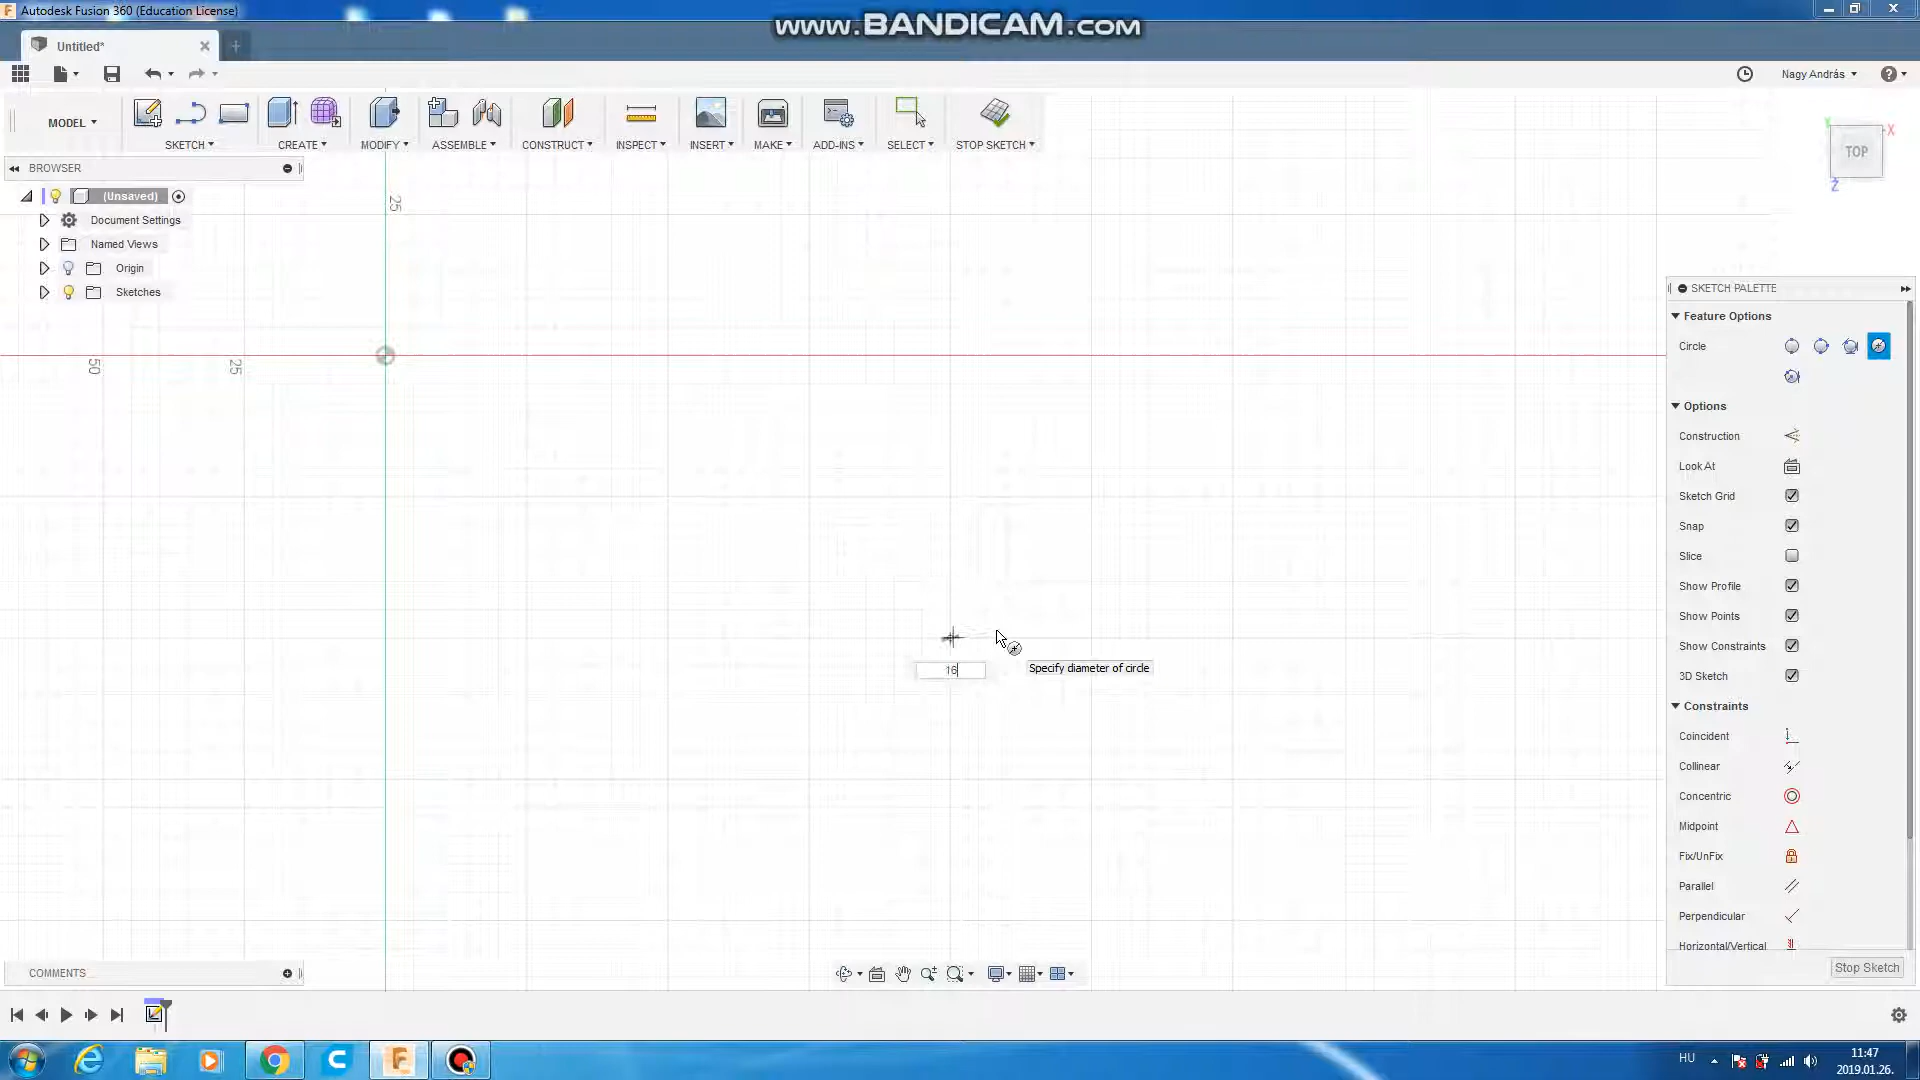 Autodesk Fusion 360 (Education License)
www.BANDICAM.com
Untitled*
Nagy András
MODEL
SKETCH
CREATE
MODIFY
ASSEMBLE
CONSTRUCT
INSPECT
INSERT
MAKE
ADD-INS
SELECT
STOP SKETCH
TOP
X
Y
Z
BROWSER
(Unsaved)
Document Settings
Named Views
Origin
Sketches
25
50
25
16
Specify diameter of circle
SKETCH PALETTE
Feature Options
Circle
Options
Construction
Look At
Sketch Grid
Snap
Slice
Show Profile
Show Points
Show Constraints
3D Sketch
Constraints
Coincident
Collinear
Concentric
Midpoint
Fix/UnFix
Parallel
Perpendicular
Horizontal/Vertical
Stop Sketch
COMMENTS
HU
11:47
2019.01.26.